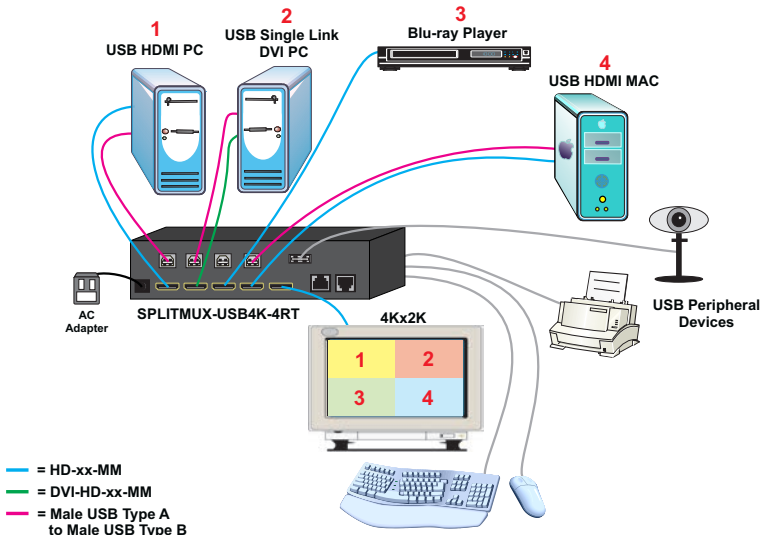 1
USB HDMI PC
2
USB Single Link
DVI PC
3
Blu-ray Player
4
USB HDMI MAC
AC
Adapter
SPLITMUX-USB4K-4RT
USB Peripheral
Devices
4Kx2K
1 2
3 4
= HD-xx-MM
= DVI-HD-xx-MM
= Male USB Type A
to Male USB Type B